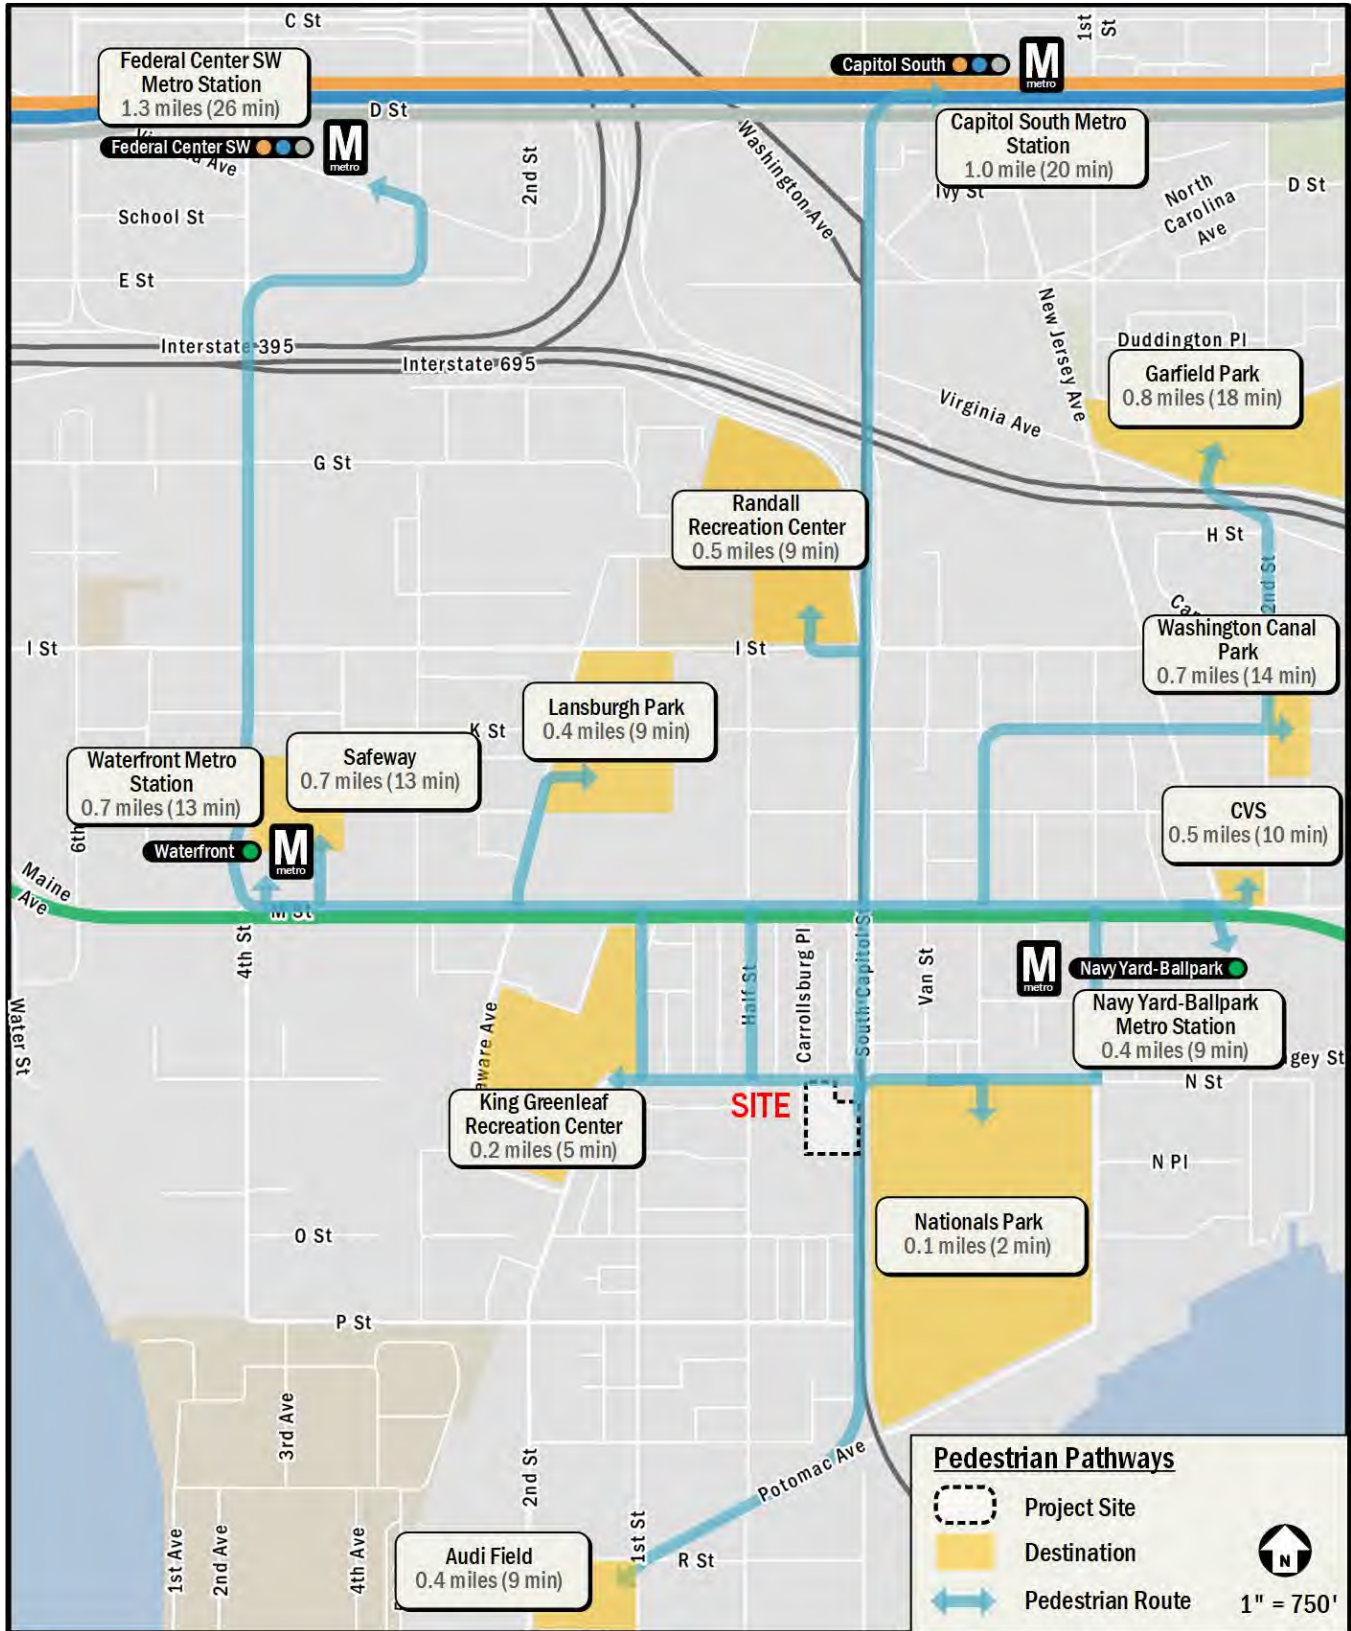 C St
1st
St
Federal Center SW
Metro Station
1.3 miles (26 min)
Capitol South
M
metro
D St
Federal Center SW
M
metro
Ave
2nd St
Washington Ave
Capitol South Metro
Station
1.0 mile (20 min)
Ivy St
North
Carolina
Ave
D St
School St
E St
Interstate 395
Interstate 695
New Jersey Ave
Duddington Pl
Garfield Park
0.8 miles (18 min)
Virginia Ave
G St
Randall
Recreation Center
0.5 miles (9 min)
H St
2nd St
Washington Canal
Park
0.7 miles (14 min)
I St
I St
Lansburgh Park
0.4 miles (9 min)
K St
Waterfront Metro
Station
0.7 miles (13 min)
Safeway
0.7 miles (13 min)
CVS
0.5 miles (10 min)
6th
Waterfront
M
metro
Maine
Ave
M St
4th St
Water St
Half St
Carrollsburg Pl
South Capitol St
Van St
M
metro
Navy Yard-Ballpark
Navy Yard-Ballpark
Metro Station
0.4 miles (9 min)
N St
SITE
King Greenleaf
Recreation Center
0.2 miles (5 min)
N Pl
Nationals Park
0.1 miles (2 min)
O St
P St
3rd Ave
2nd St
Potomac Ave
1st Ave
2nd Ave
4th Ave
Audi Field
0.4 miles (9 min)
1st St
R St
Pedestrian Pathways
Project Site
Destination
Pedestrian Route
N
1" = 750'